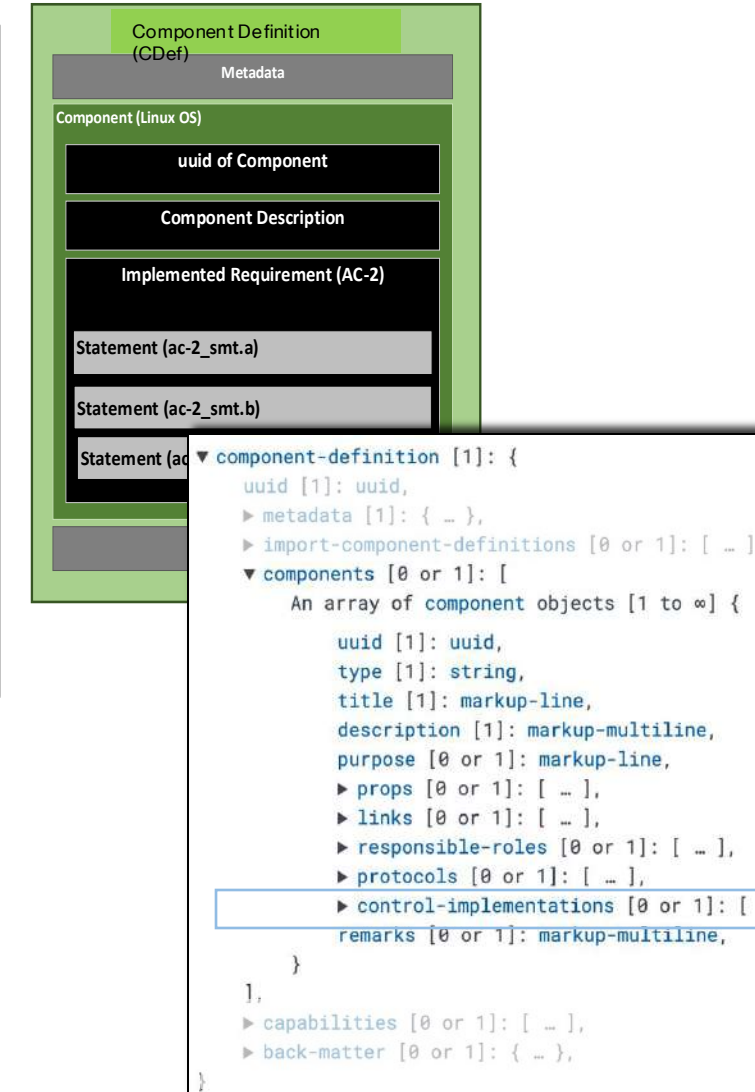 Component Definition
(CDef)
Metadata
Component (Linux OS)
uuid of Component
Component Description
Implemented Requirement (AC-2)
Statement (ac-2_smt.a)
Statement (ac-2_smt.b)
Statement (ac
▼ component-definition [1]: {
uuid [1]: uuid,
▶ metadata [1]: { … },
▶ import-component-definitions [0 or 1]: [ … ]
▼ components [0 or 1]: [
An array of component objects [1 to ∞] {
uuid [1]: uuid,
type [1]: string,
title [1]: markup-line,
description [1]: markup-multiline,
purpose [0 or 1]: markup-line,
▶ props [0 or 1]: [ … ],
▶ links [0 or 1]: [ … ],
▶ responsible-roles [0 or 1]: [ … ],
▶ protocols [0 or 1]: [ … ],
▶ control-implementations [0 or 1]: [
remarks [0 or 1]: markup-multiline,
}
],
▶ capabilities [0 or 1]: [ … ],
▶ back-matter [0 or 1]: { … },
}